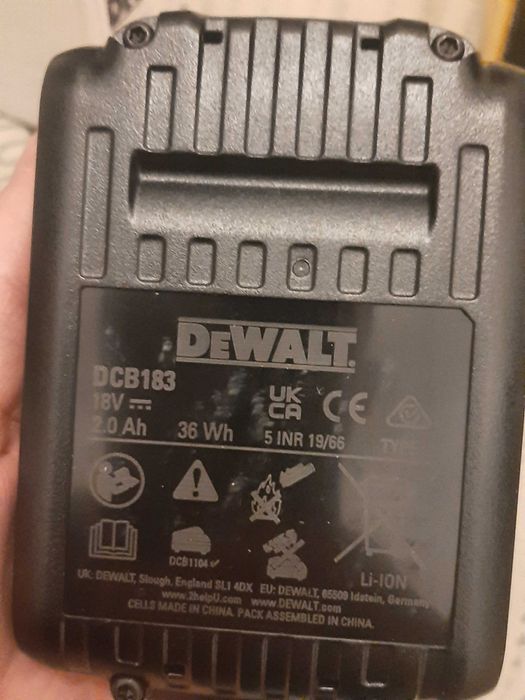 DEWALT
DCB183
18V
2.0 Ah 36 Wh
UK CA CE
5 INR 19/66
DCB1104
Li-ION
UK: DEWALT, Slough, England SL1 4DX EU: DEWALT, 65509 Idstein, Germany
www.2helpU.com www.DEWALT.com
CELLS MADE IN CHINA. PACK ASSEMBLED IN CHINA.